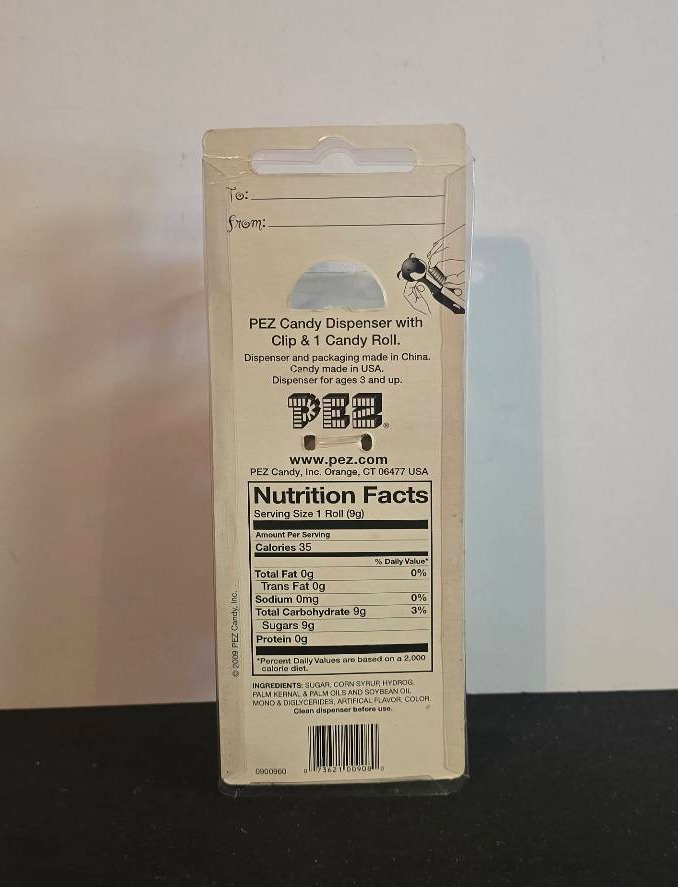 To:
from:
PEZ Candy Dispenser with
Clip & 1 Candy Roll.
Dispenser and packaging made in China.
Candy made in USA.
Dispenser for ages 3 and up.
PEZ®
www.pez.com
PEZ Candy, Inc. Orange, CT 06477 USA
Nutrition Facts
Serving Size 1 Roll (9g)
Amount Per Serving
Calories 35
% Daily Value*
Total Fat 0g 0%
Trans Fat 0g
Sodium 0mg 0%
Total Carbohydrate 9g 3%
Sugars 9g
Protein 0g
*Percent Daily Values are based on a 2,000
calorie diet.
© 2009 PEZ Candy, Inc.
INGREDIENTS: SUGAR, CORN SYRUP, HYDROG.
PALM KERNAL & PALM OILS AND SOYBEAN OIL
MONO & DIGLYCERIDES, ARTIFICAL FLAVOR, COLOR.
Clean dispenser before use.
0900960 0 73621 00908 0